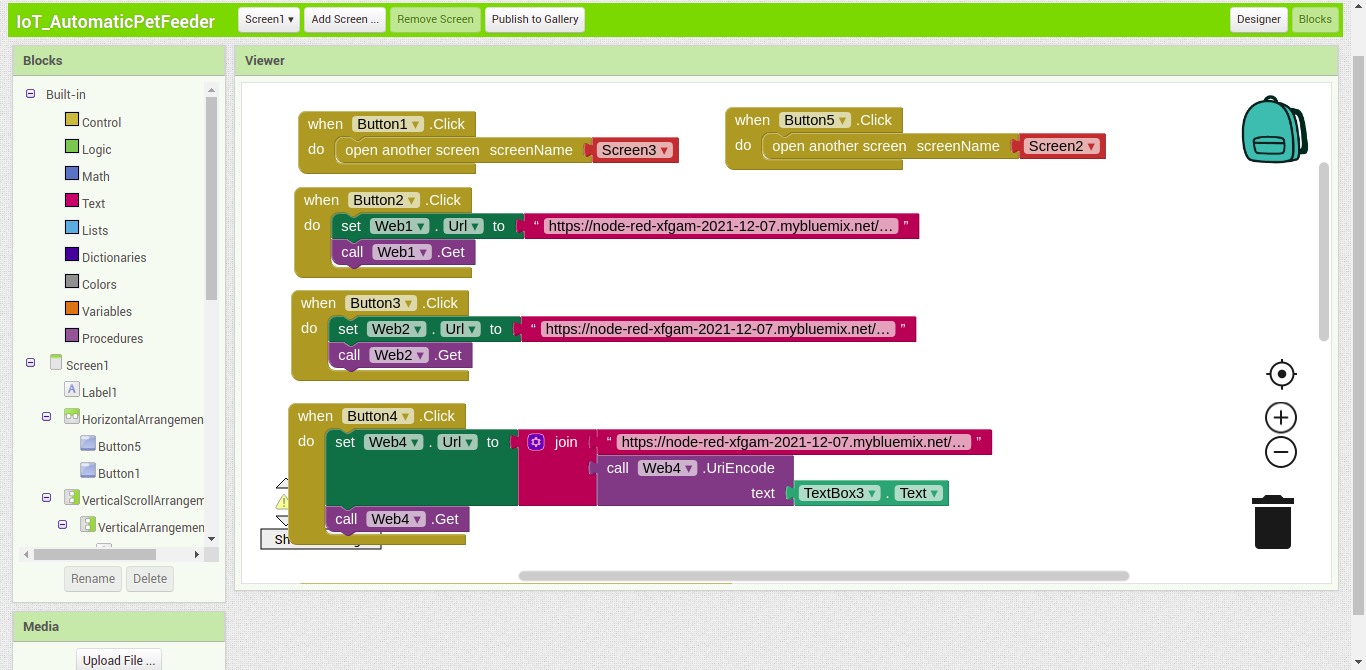 IoT_AutomaticPetFeeder
Screen1 ▾
Add Screen ...
Remove Screen
Publish to Gallery
Designer
Blocks
Blocks
Built-in
Control
Logic
Math
Text
Lists
Dictionaries
Colors
Variables
Procedures
Screen1
A Label1
HorizontalArrangemen
Button5
Button1
VerticalScrollArrangem
VerticalArrangemen
Rename
Delete
Media
Upload File ...
Viewer
when Button1 ▾ .Click
do open another screen screenName Screen3 ▾
when Button5 ▾ .Click
do open another screen screenName Screen2 ▾
when Button2 ▾ .Click
do set Web1 ▾ . Url ▾ to “ https://node-red-xfgam-2021-12-07.mybluemix.net/… ”
call Web1 ▾ .Get
when Button3 ▾ .Click
do set Web2 ▾ . Url ▾ to “ https://node-red-xfgam-2021-12-07.mybluemix.net/… ”
call Web2 ▾ .Get
when Button4 ▾ .Click
do set Web4 ▾ . Url ▾ to join “ https://node-red-xfgam-2021-12-07.mybluemix.net/… ”
call Web4 ▾ .UriEncode
text TextBox3 ▾ . Text ▾
call Web4 ▾ .Get